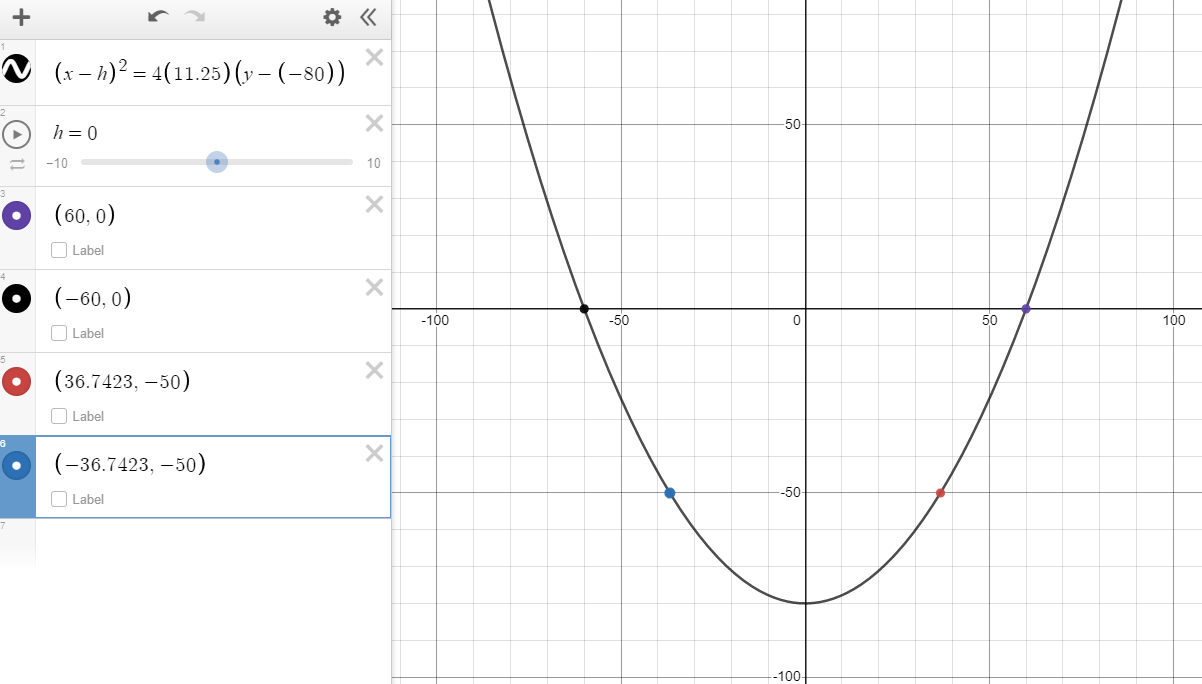 1
(x − h)² = 4(11.25)(y − (−80))
2
h = 0
−10 10
3
(60, 0)
Label
4
(−60, 0)
Label
5
(36.7423, −50)
Label
6
(−36.7423, −50)
Label
7
50
-100 -50 0 50 100
-50
-100